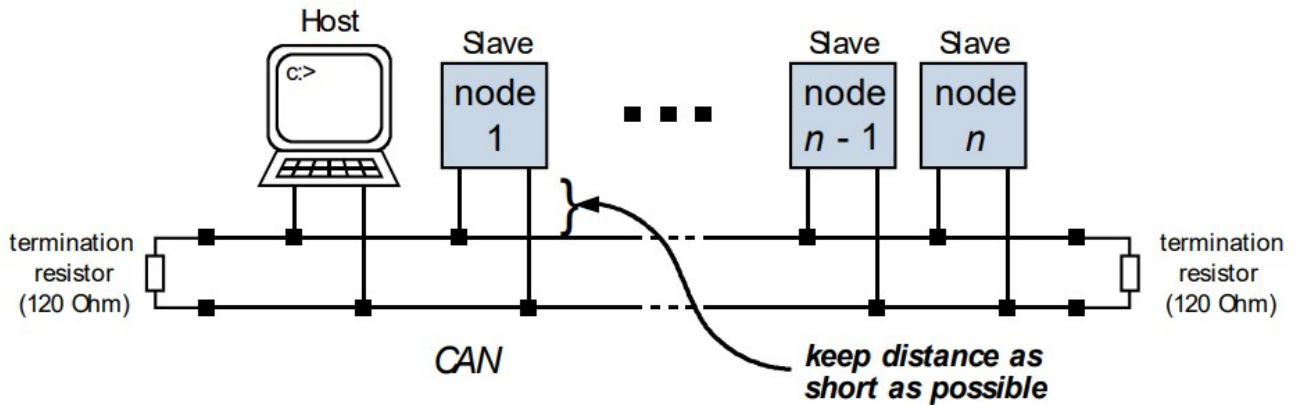 Host
c:>
Slave
node
1
Slave
node
n - 1
Slave
node
n
termination
resistor
(120 Ohm)
termination
resistor
(120 Ohm)
CAN
keep distance as
short as possible